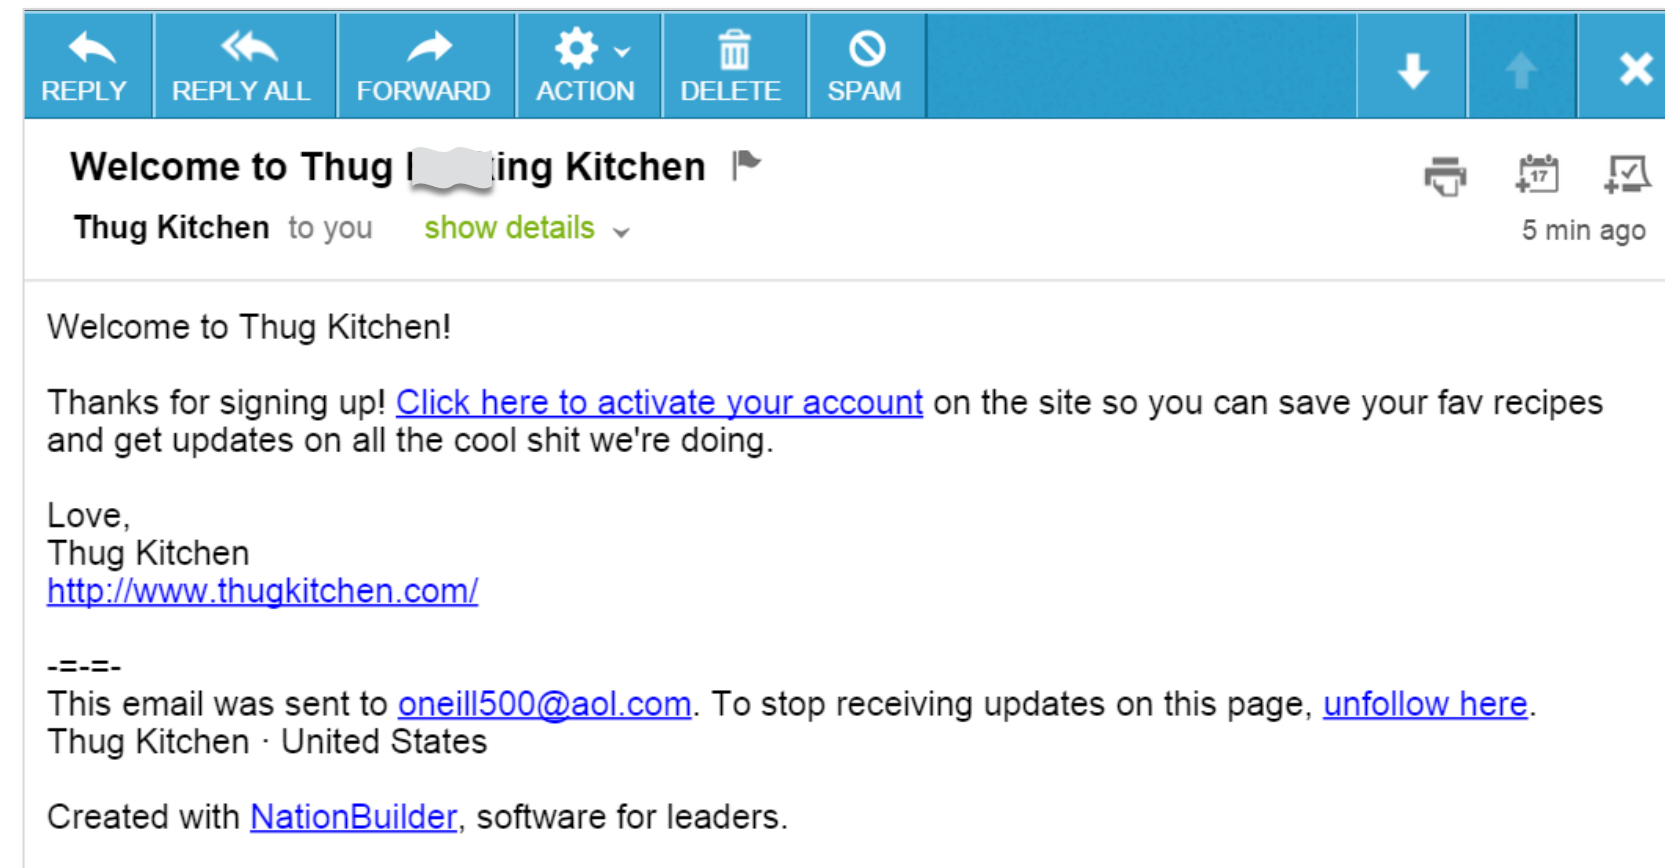 REPLY REPLY ALL FORWARD ACTION DELETE SPAM
Welcome to Thug ing Kitchen
17
Thug Kitchen to you show details
5 min ago
Welcome to Thug Kitchen!
Thanks for signing up! Click here to activate your account on the site so you can save your fav recipes
and get updates on all the cool shit we're doing.
Love,
Thug Kitchen
http://www.thugkitchen.com/
-=-=-
This email was sent to oneill500@aol.com. To stop receiving updates on this page, unfollow here.
Thug Kitchen · United States
Created with NationBuilder, software for leaders.